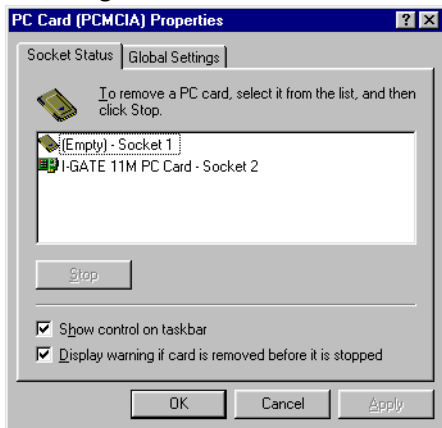 PC Card (PCMCIA) Properties
Socket Status
Global Settings
To remove a PC card, select it from the list, and then
click Stop.
(Empty) - Socket 1
I-GATE 11M PC Card - Socket 2
Stop
Show control on taskbar
Display warning if card is removed before it is stopped
OK
Cancel
Apply